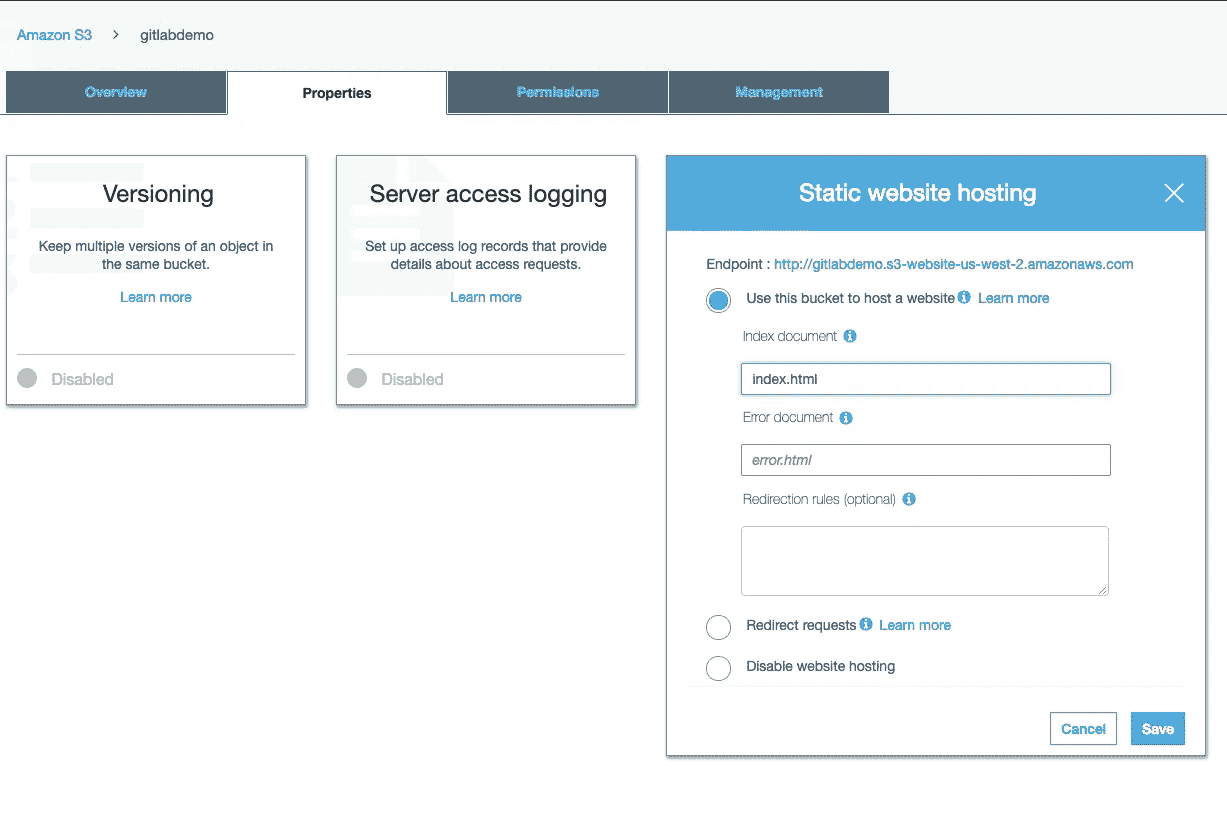 Amazon S3 > gitlabdemo
Overview
Properties
Permissions
Management
Versioning
Keep multiple versions of an object in
the same bucket.
Learn more
Disabled
Server access logging
Set up access log records that provide
details about access requests.
Learn more
Disabled
Static website hosting
Endpoint : http://gitlabdemo.s3-website-us-west-2.amazonaws.com
Use this bucket to host a website Learn more
Index document
index.html
Error document
error.html
Redirection rules (optional)
Redirect requests Learn more
Disable website hosting
Cancel
Save